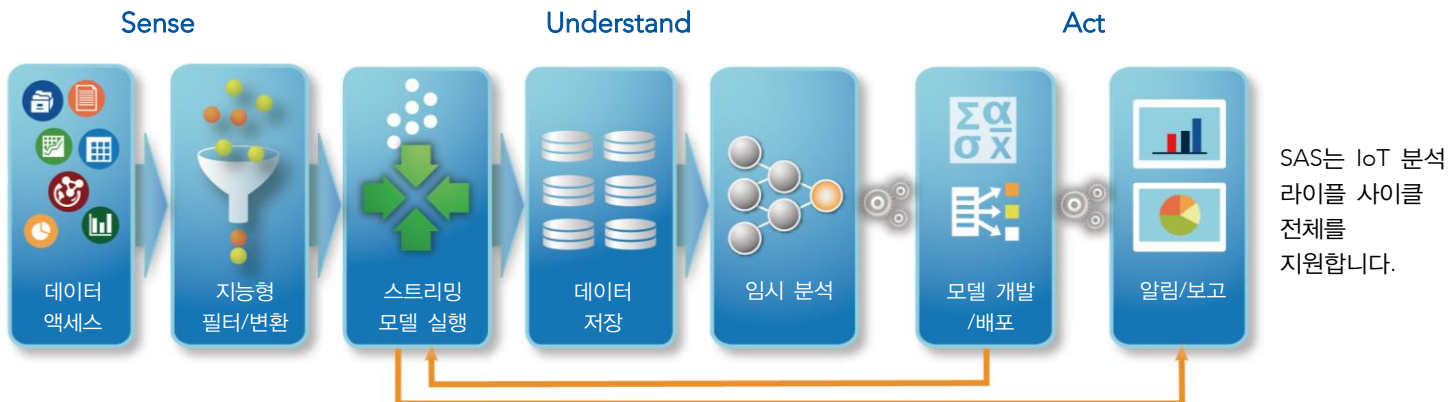 Sense
Understand
Act
데이터
액세스
지능형
필터/변환
스트리밍
모델 실행
데이터
저장
임시 분석
Σα
σx̄
모델 개발
/배포
알림/보고
SAS는 IoT 분석
라이플 사이클
전체를
지원합니다.